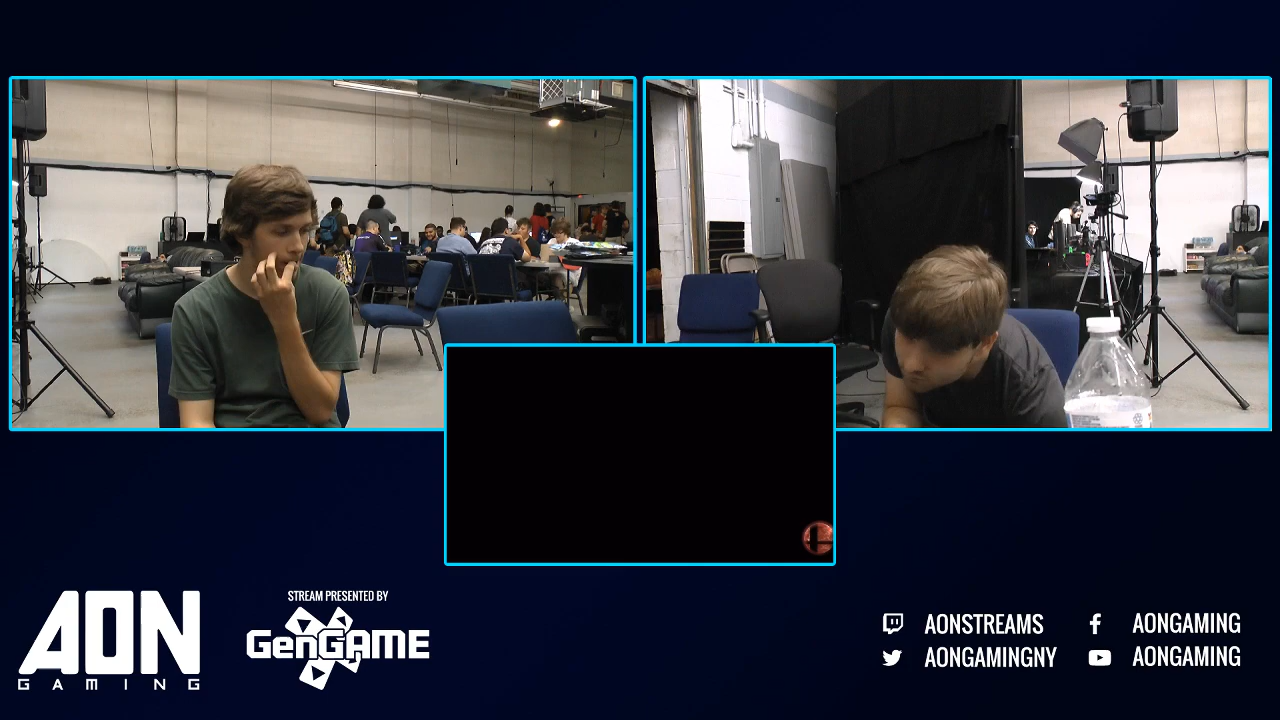 AON
GAMING
STREAM PRESENTED BY
GenGAME
AONSTREAMS
AONGAMING
AONGAMINGNY
AONGAMING